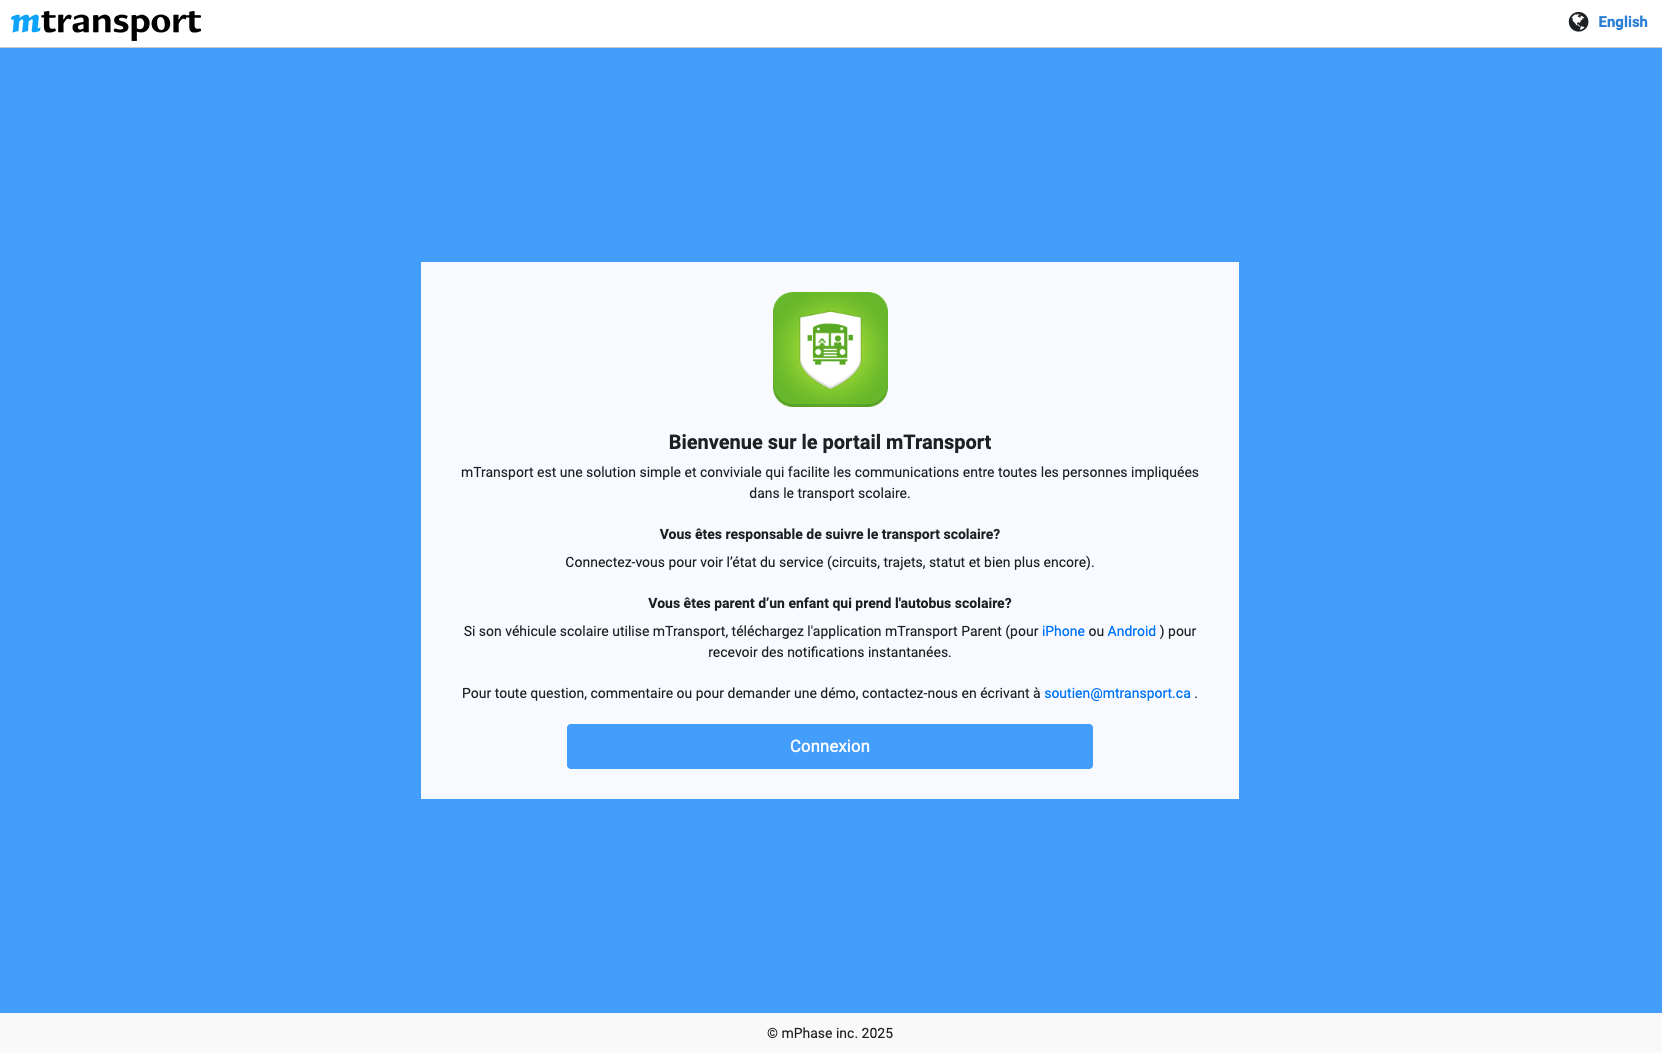 mtransport
English
Bienvenue sur le portail mTransport
mTransport est une solution simple et conviviale qui facilite les communications entre toutes les personnes impliquées
dans le transport scolaire.
Vous êtes responsable de suivre le transport scolaire?
Connectez-vous pour voir l’état du service (circuits, trajets, statut et bien plus encore).
Vous êtes parent d’un enfant qui prend l'autobus scolaire?
Si son véhicule scolaire utilise mTransport, téléchargez l'application mTransport Parent (pour iPhone ou Android ) pour
recevoir des notifications instantanées.
Pour toute question, commentaire ou pour demander une démo, contactez-nous en écrivant à soutien@mtransport.ca .
Connexion
© mPhase inc. 2025